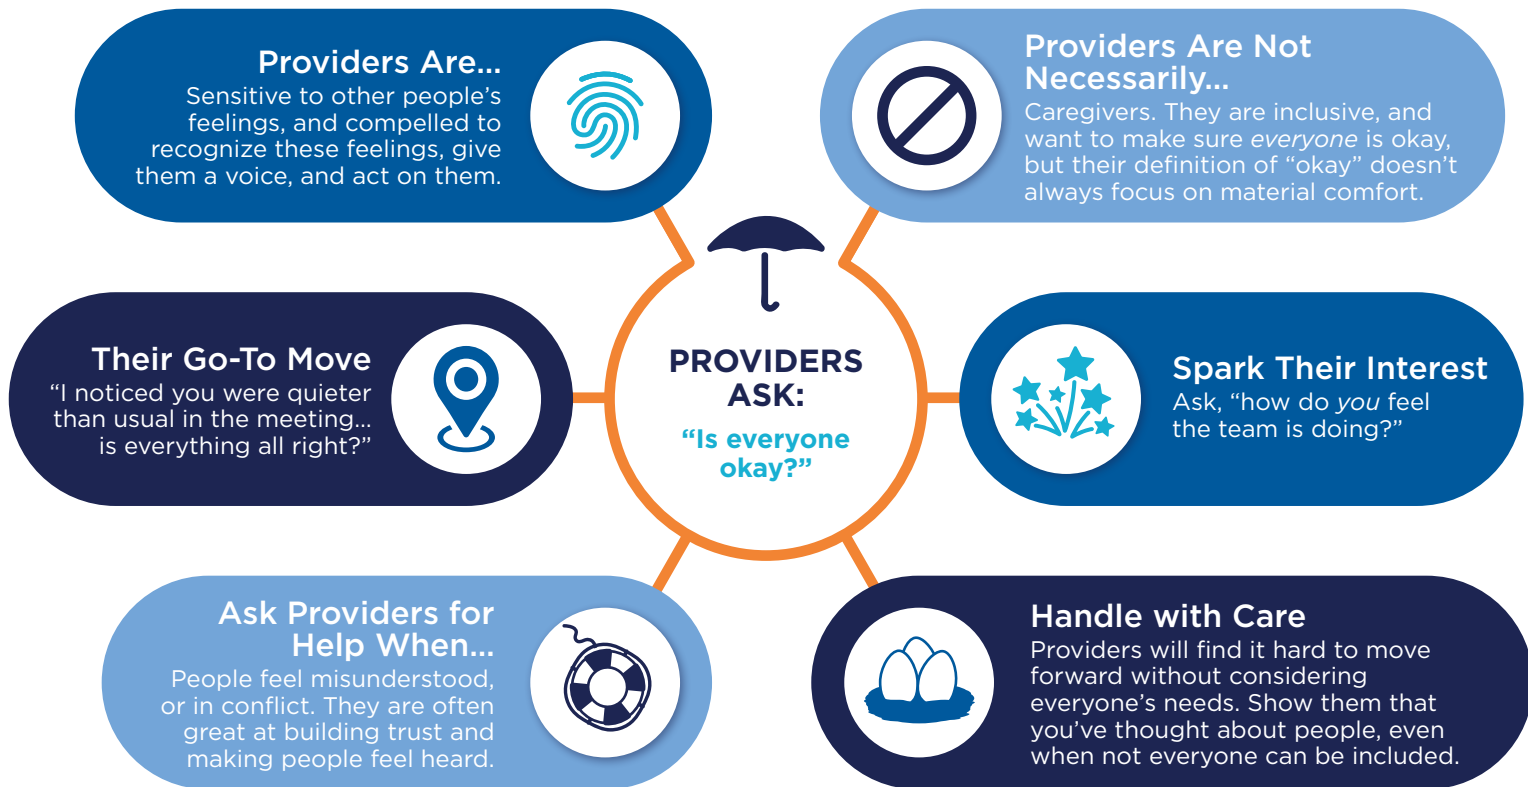 Providers Are...
Sensitive to other people’s
feelings, and compelled to
recognize these feelings, give
them a voice, and act on them.
Providers Are Not
Necessarily...
Caregivers. They are inclusive, and
want to make sure everyone is okay,
but their definition of “okay” doesn’t
always focus on material comfort.
Their Go-To Move
“I noticed you were quieter
than usual in the meeting...
is everything all right?”
PROVIDERS
ASK:
“Is everyone
okay?”
Spark Their Interest
Ask, “how do you feel
the team is doing?”
Ask Providers for
Help When...
People feel misunderstood,
or in conflict. They are often
great at building trust and
making people feel heard.
Handle with Care
Providers will find it hard to move
forward without considering
everyone’s needs. Show them that
you’ve thought about people, even
when not everyone can be included.